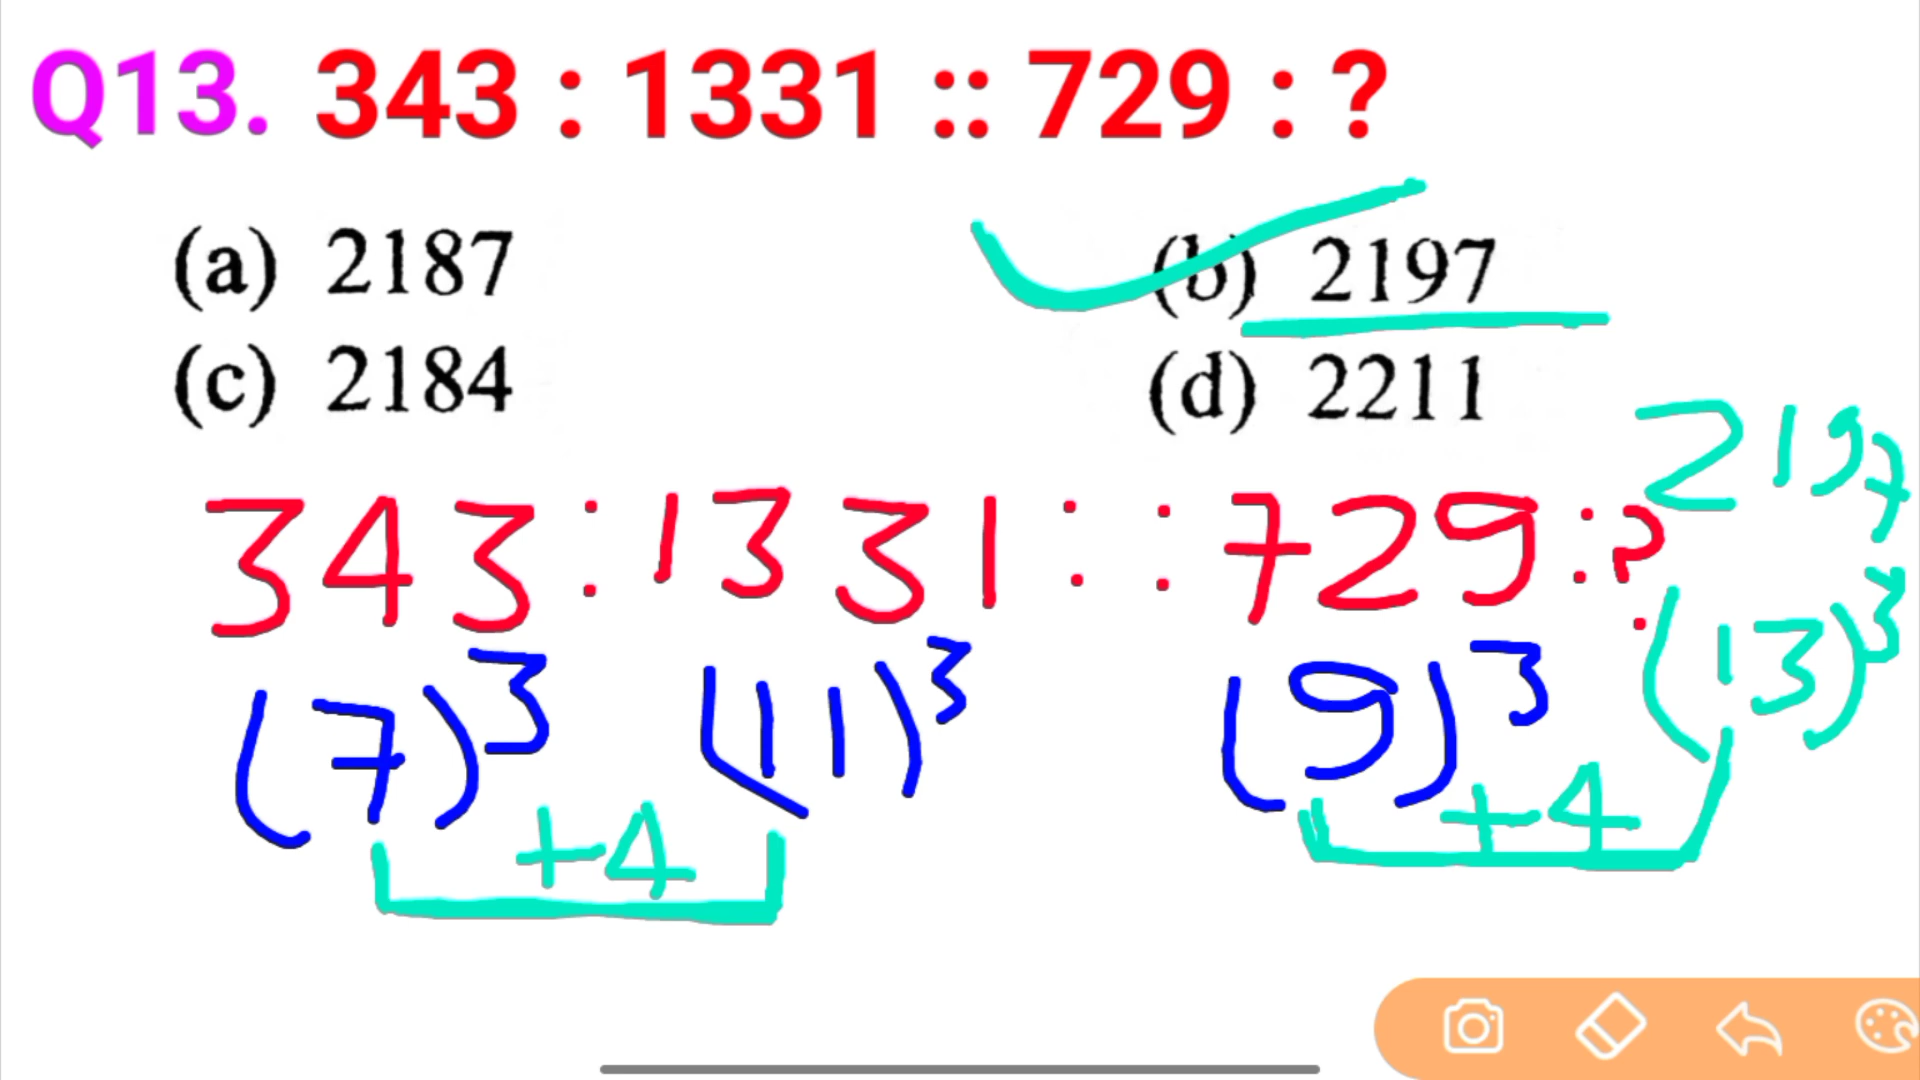 Q13. 343 : 1331 :: 729 : ?
(a) 2187 (b) 2197
(c) 2184 (d) 2211
2197
343 : 1331 : : 729 : ?
(7)³ (11)³ (9)³ (13)³
+4 +4